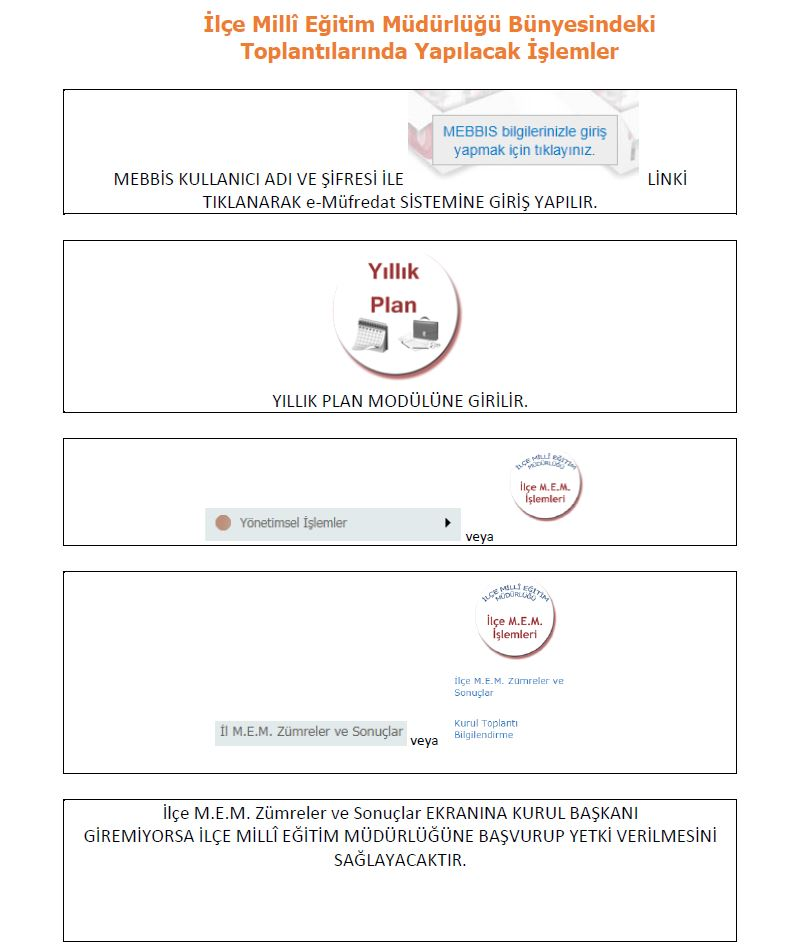 İlçe Millî Eğitim Müdürlüğü Bünyesindeki
Toplantılarında Yapılacak İşlemler
MEBBIS bilgilerinizle giriş
yapmak için tıklayınız.
MEBBİS KULLANICI ADI VE ŞİFRESİ İLE LİNKİ
TIKLANARAK e-Müfredat SİSTEMİNE GİRİŞ YAPILIR.
Yıllık
Plan
YILLIK PLAN MODÜLÜNE GİRİLİR.
İLÇE MİLLİ EĞİTİM
MÜDÜRLÜĞÜ
İlçe M.E.M.
İşlemleri
Yönetimsel İşlemler veya
İLÇE MİLLİ EĞİTİM
MÜDÜRLÜĞÜ
İlçe M.E.M.
İşlemleri
İlçe M.E.M. Zümreler ve
Sonuçlar
Kurul Toplantı
Bilgilendirme
İl M.E.M. Zümreler ve Sonuçlar veya
İlçe M.E.M. Zümreler ve Sonuçlar EKRANINA KURUL BAŞKANI
GİREMİYORSA İLÇE MİLLÎ EĞİTİM MÜDÜRLÜĞÜNE BAŞVURUP YETKİ VERİLMESİNİ
SAĞLAYACAKTIR.